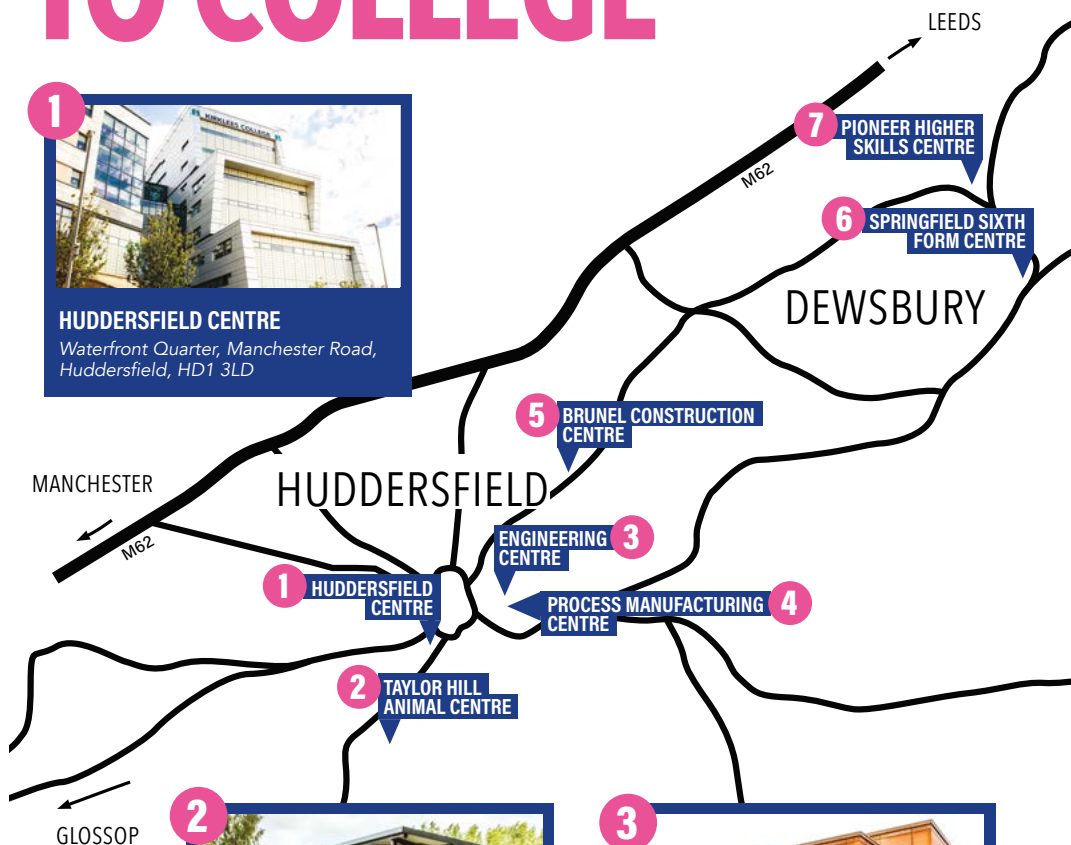 TO COLLEGE
LEEDS
1
KIRKLEES COLLEGE
HUDDERSFIELD CENTRE
Waterfront Quarter, Manchester Road,
Huddersfield, HD1 3LD
7
PIONEER HIGHER
SKILLS CENTRE
M62
6
SPRINGFIELD SIXTH
FORM CENTRE
DEWSBURY
5
BRUNEL CONSTRUCTION
CENTRE
MANCHESTER
HUDDERSFIELD
M62
ENGINEERING
CENTRE
3
1
HUDDERSFIELD
CENTRE
PROCESS MANUFACTURING
CENTRE
4
2
TAYLOR HILL
ANIMAL CENTRE
GLOSSOP
2
3